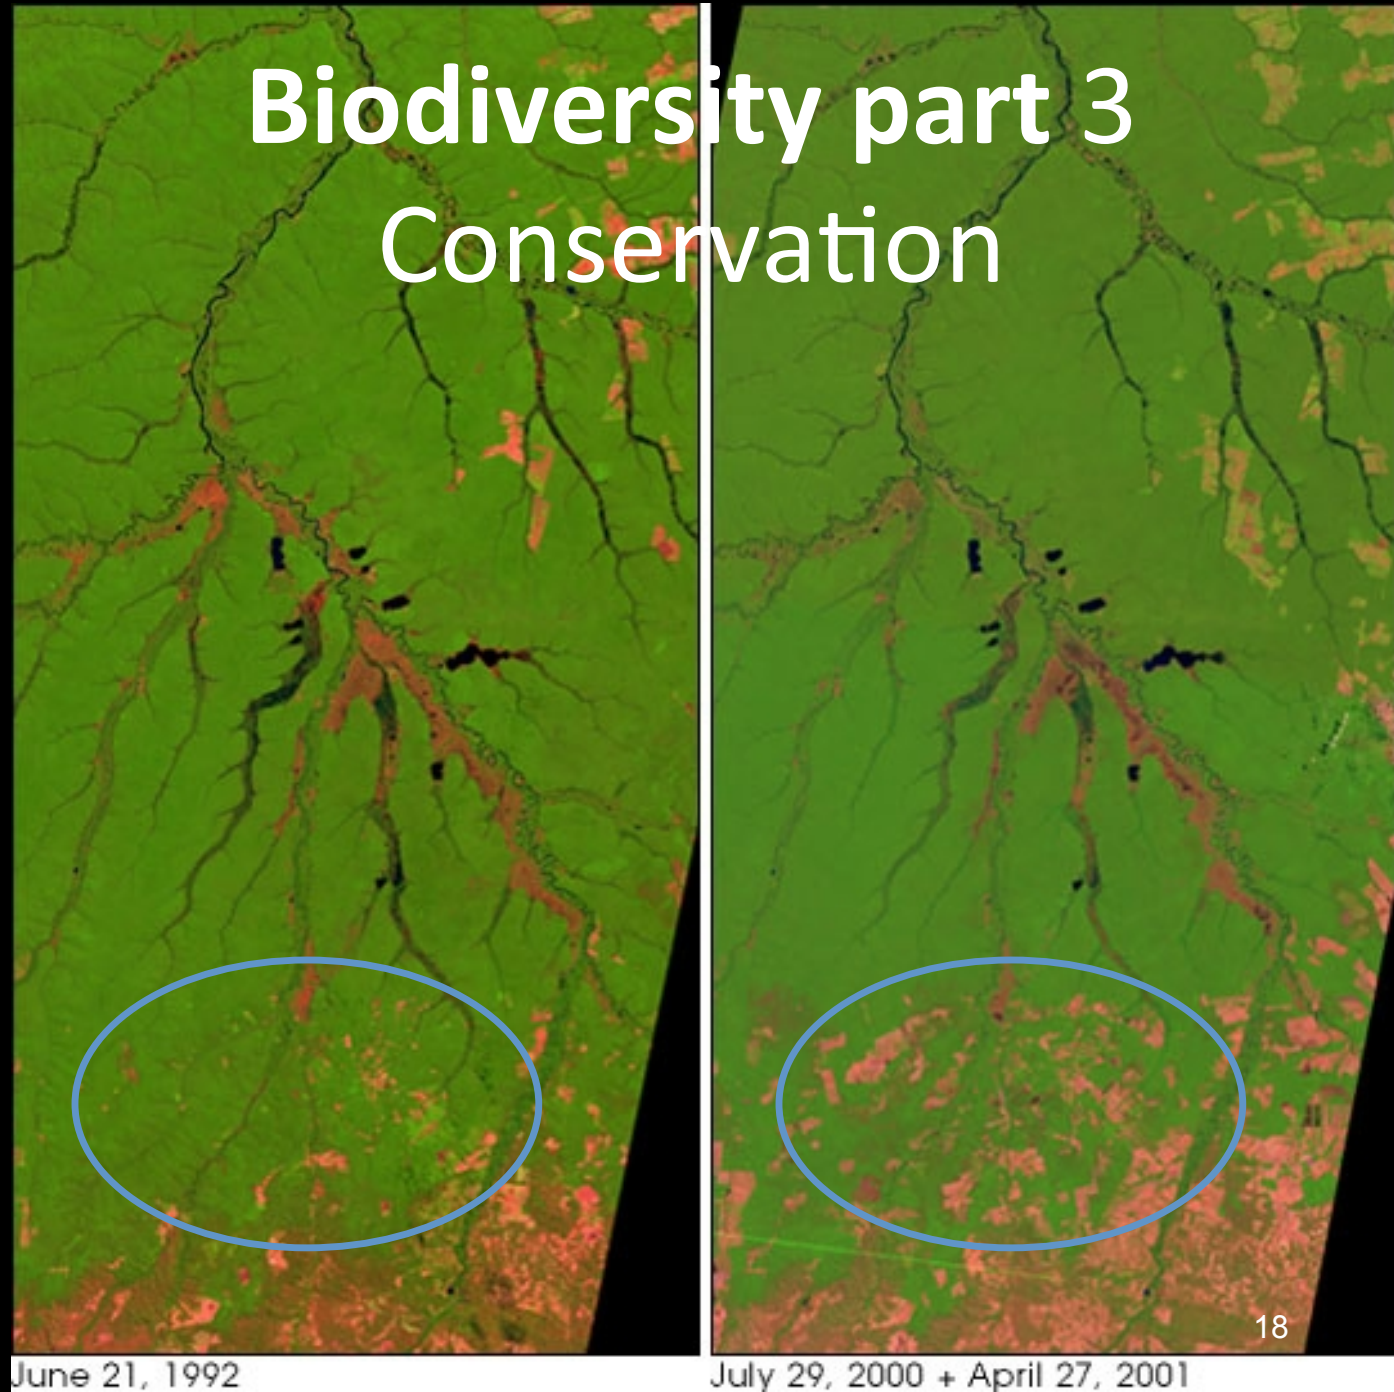 Biodiversity part 3
Conservation
18
June 21, 1992
July 29, 2000 + April 27, 2001